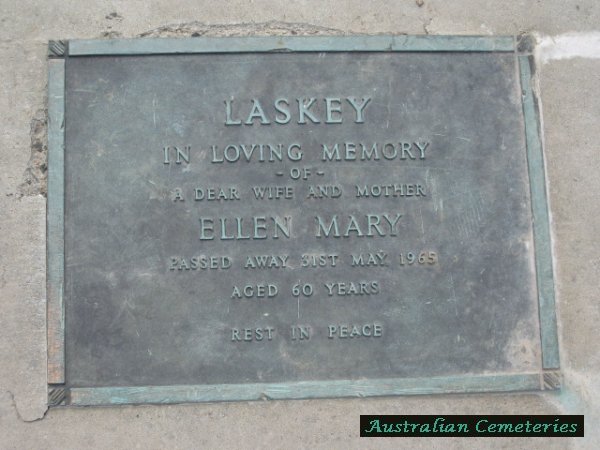 LASKEY
IN LOVING MEMORY
- OF -
A DEAR WIFE AND MOTHER
ELLEN MARY
PASSED AWAY 31ST MAY 1965
AGED 60 YEARS
REST IN PEACE
Australian Cemeteries